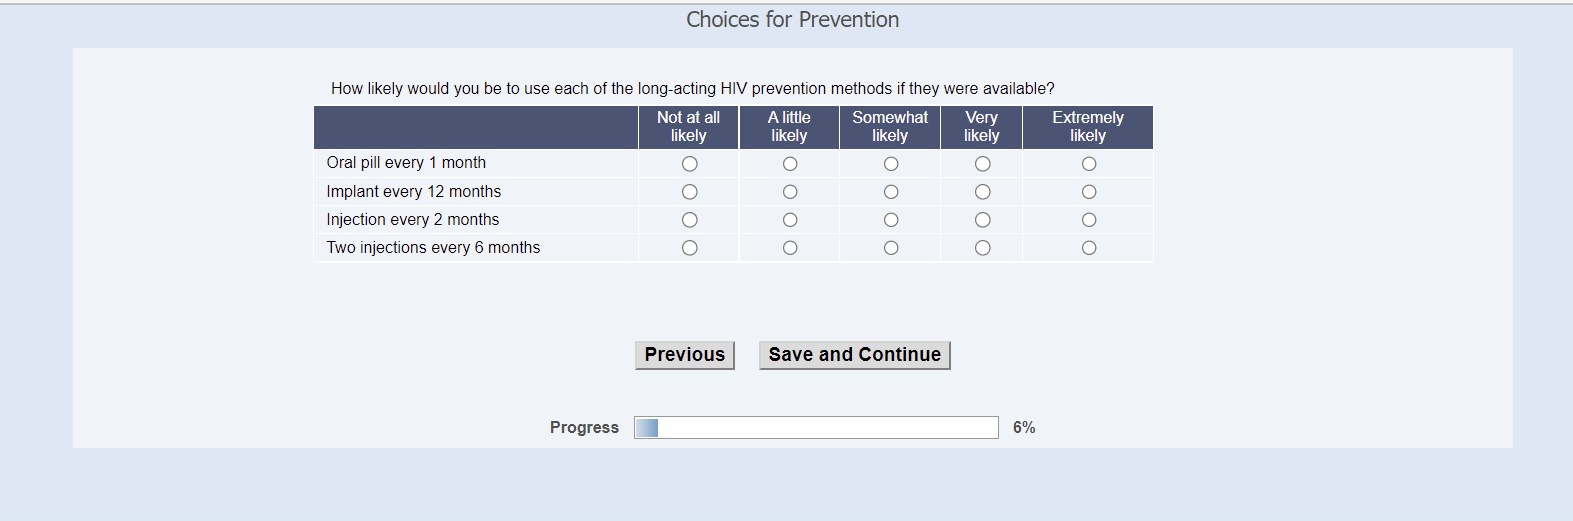 Choices for Prevention
How likely would you be to use each of the long-acting HIV prevention methods if they were available?
Not at all likely A little likely Somewhat likely Very likely Extremely likely
Oral pill every 1 month
Implant every 12 months
Injection every 2 months
Two injections every 6 months
Previous Save and Continue
Progress 6%